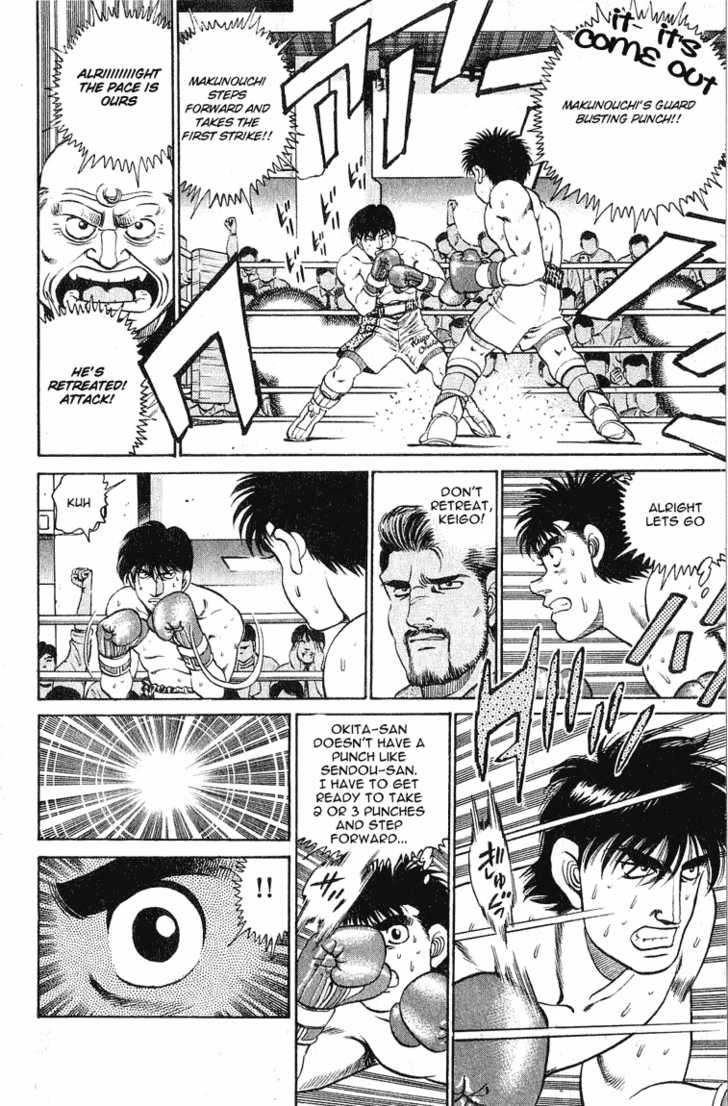 IT- IT'S
COME OUT
MAKUNOUCHI'S GUARD
BUSTING PUNCH!!
MAKUNOUCHI
STEPS
FORWARD AND
TAKES THE
FIRST STRIKE!!
ALRIIIIIIIIGHT
THE PACE IS
OURS
HE'S
RETREATED!
ATTACK!
Keigo
ALRIGHT
LETS GO
DON'T
RETREAT,
KEIGO!
KUH
OKITA-SAN
DOESN'T HAVE A
PUNCH LIKE
SENDOU-SAN.
I HAVE TO GET
READY TO TAKE
2 OR 3 PUNCHES
AND STEP
FORWARD...
!!